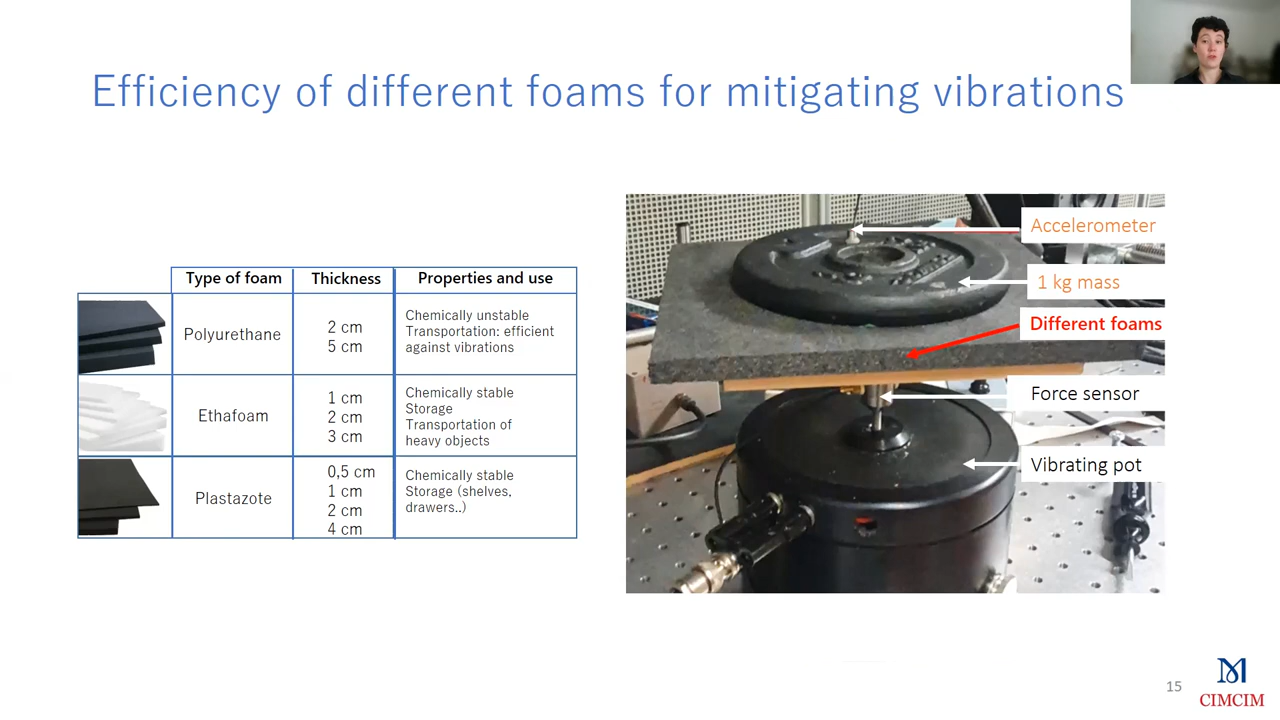 Efficiency of different foams for mitigating vibrations
Type of foam
Thickness
Properties and use
Polyurethane
2 cm
5 cm
Chemically unstable
Transportation: efficient
against vibrations
Ethafoam
1 cm
2 cm
3 cm
Chemically stable
Storage
Transportation of
heavy objects
Plastazote
0,5 cm
1 cm
2 cm
4 cm
Chemically stable
Storage (shelves,
drawers..)
Accelerometer
1 kg mass
Different foams
Force sensor
Vibrating pot
15
CIMCIM